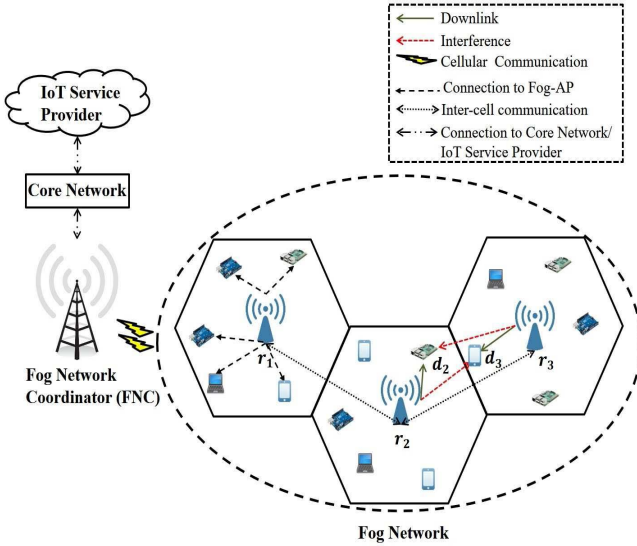 Downlink
Interference
Cellular Communication
Connection to Fog-AP
Inter-cell communication
Connection to Core Network/
IoT Service Provider
IoT Service
Provider
Core Network
Fog Network
Coordinator (FNC)
r1
d2
d3
r3
r2
Fog Network